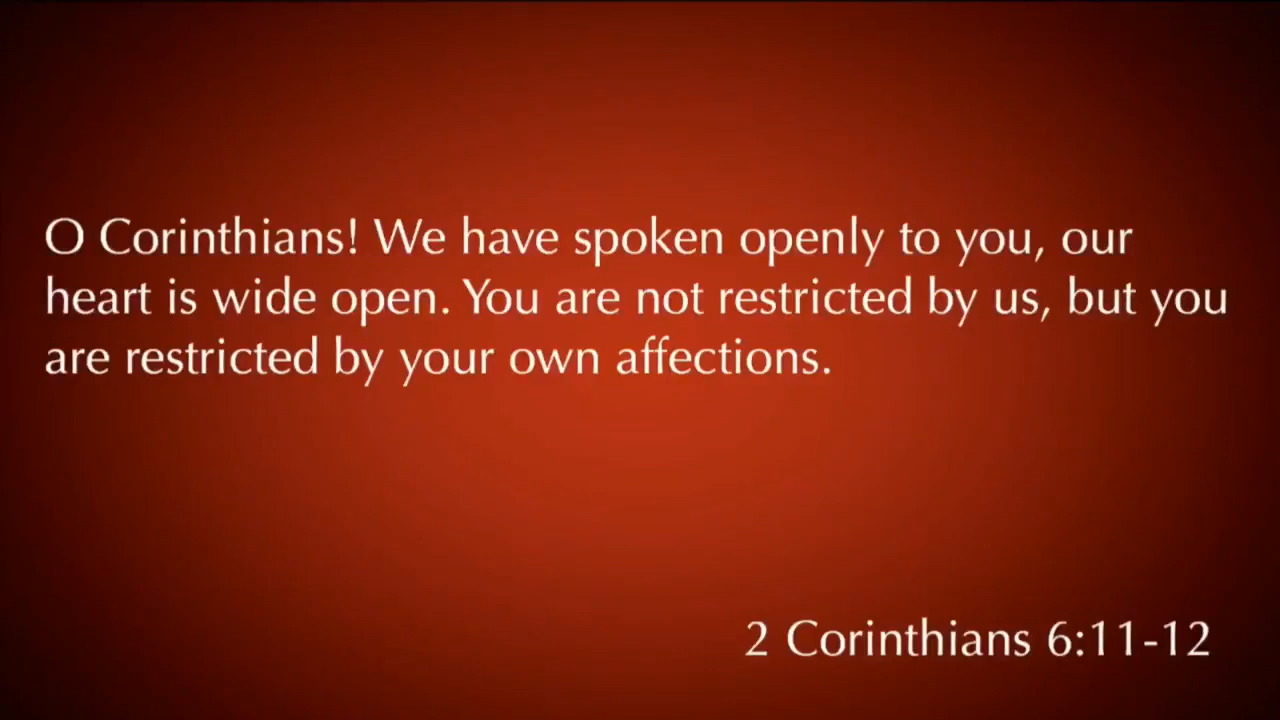 O Corinthians! We have spoken openly to you, our
heart is wide open. You are not restricted by us, but you
are restricted by your own affections.
2 Corinthians 6:11-12